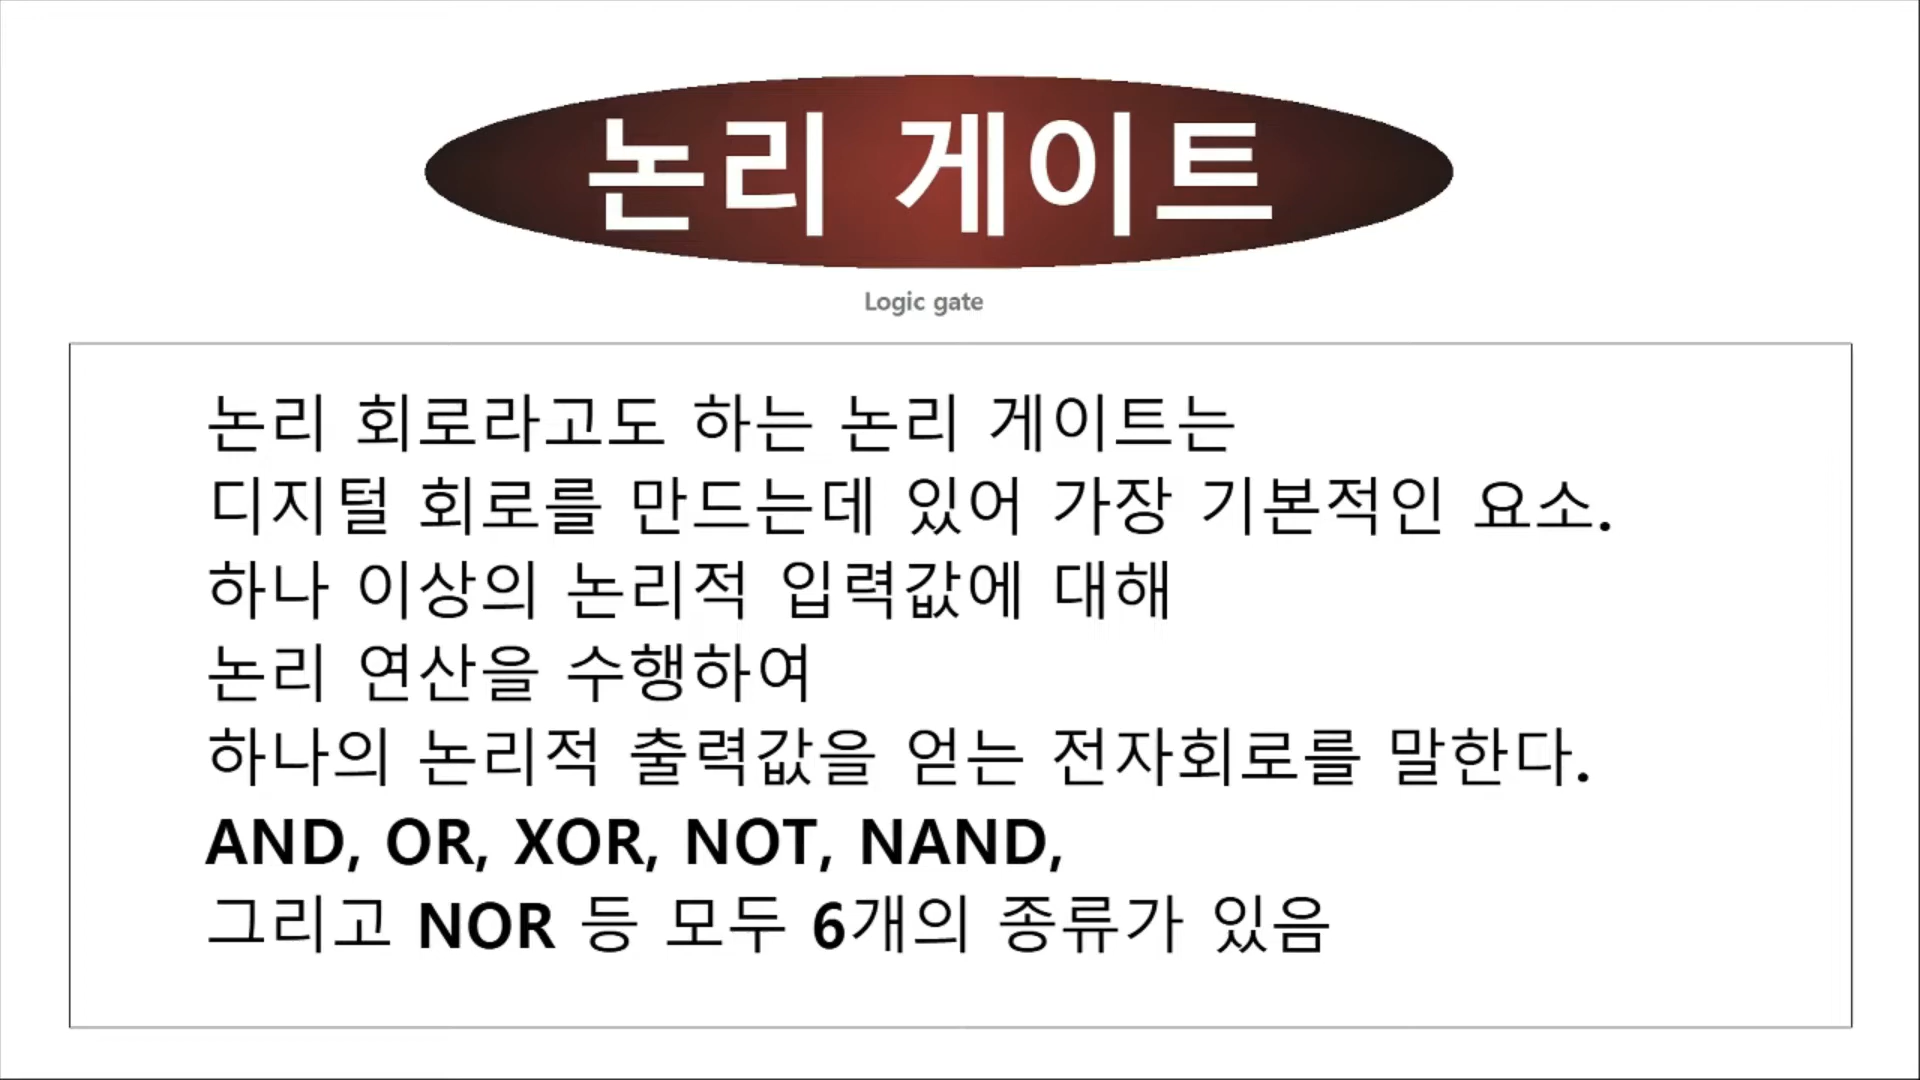 논리 게이트
Logic gate
논리 회로라고도 하는 논리 게이트는
디지털 회로를 만드는데 있어 가장 기본적인 요소.
하나 이상의 논리적 입력값에 대해
논리 연산을 수행하여
하나의 논리적 출력값을 얻는 전자회로를 말한다.
AND, OR, XOR, NOT, NAND,
그리고 NOR 등 모두 6개의 종류가 있음